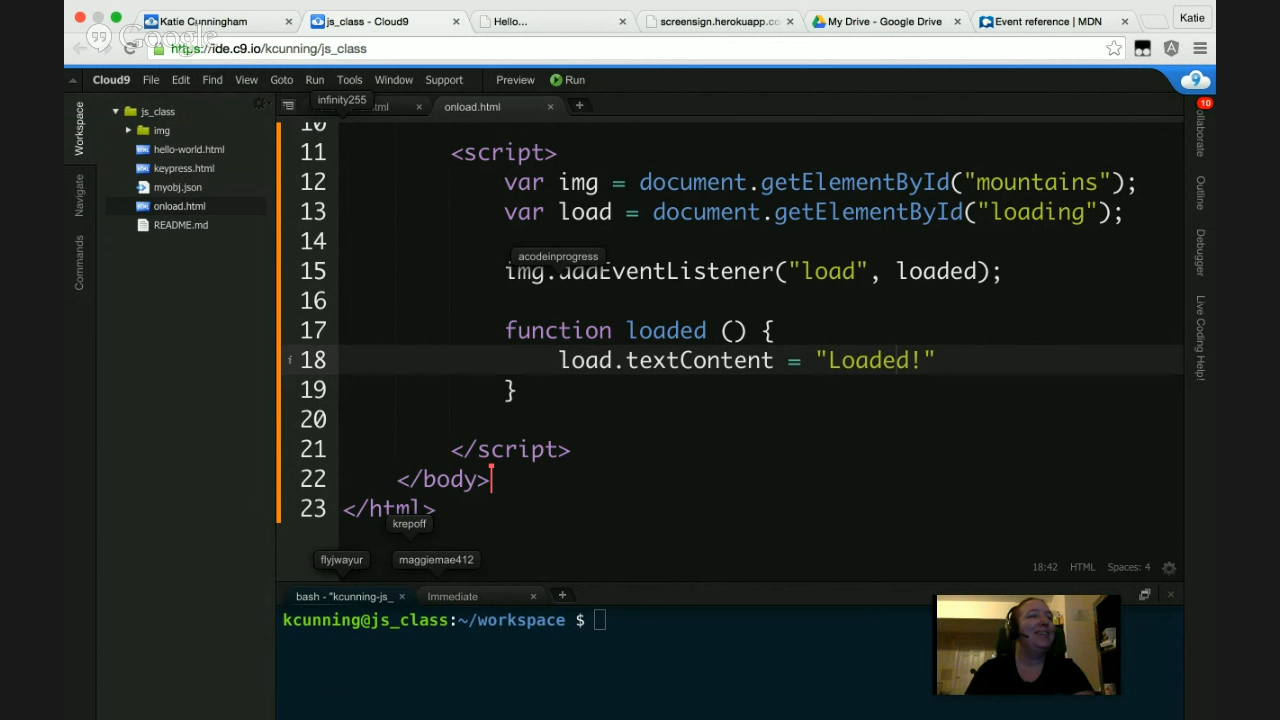 Katie Cunningham
js_class - Cloud9
Hello...
screensign.herokuapp.co
My Drive - Google Drive
Event reference | MDN
Katie
Google
https://ide.c9.io/kcunning/js_class
Cloud9 File Edit Find View Goto Run Tools Window Support Preview Run
9
infinity255
onload.html
10
Workspace
Navigate
Commands
js_class
img
hello-world.html
keypress.html
myobj.json
onload.html
README.md
10
11 <script>
12 var img = document.getElementById("mountains");
13 var load = document.getElementById("loading");
14
acodeinprogress
15 img.addEventListener("load", loaded);
16
17 function loaded () {
i 18 load.textContent = "Loaded!"
19 }
20
21 </script>
22 </body>
23 </html>
krepoff
flyjwayur
maggiemae412
18:42 HTML Spaces: 4
Outline
Debugger
Live Coding Help!
bash - "kcunning-js_
Immediate
kcunning@js_class:~/workspace $